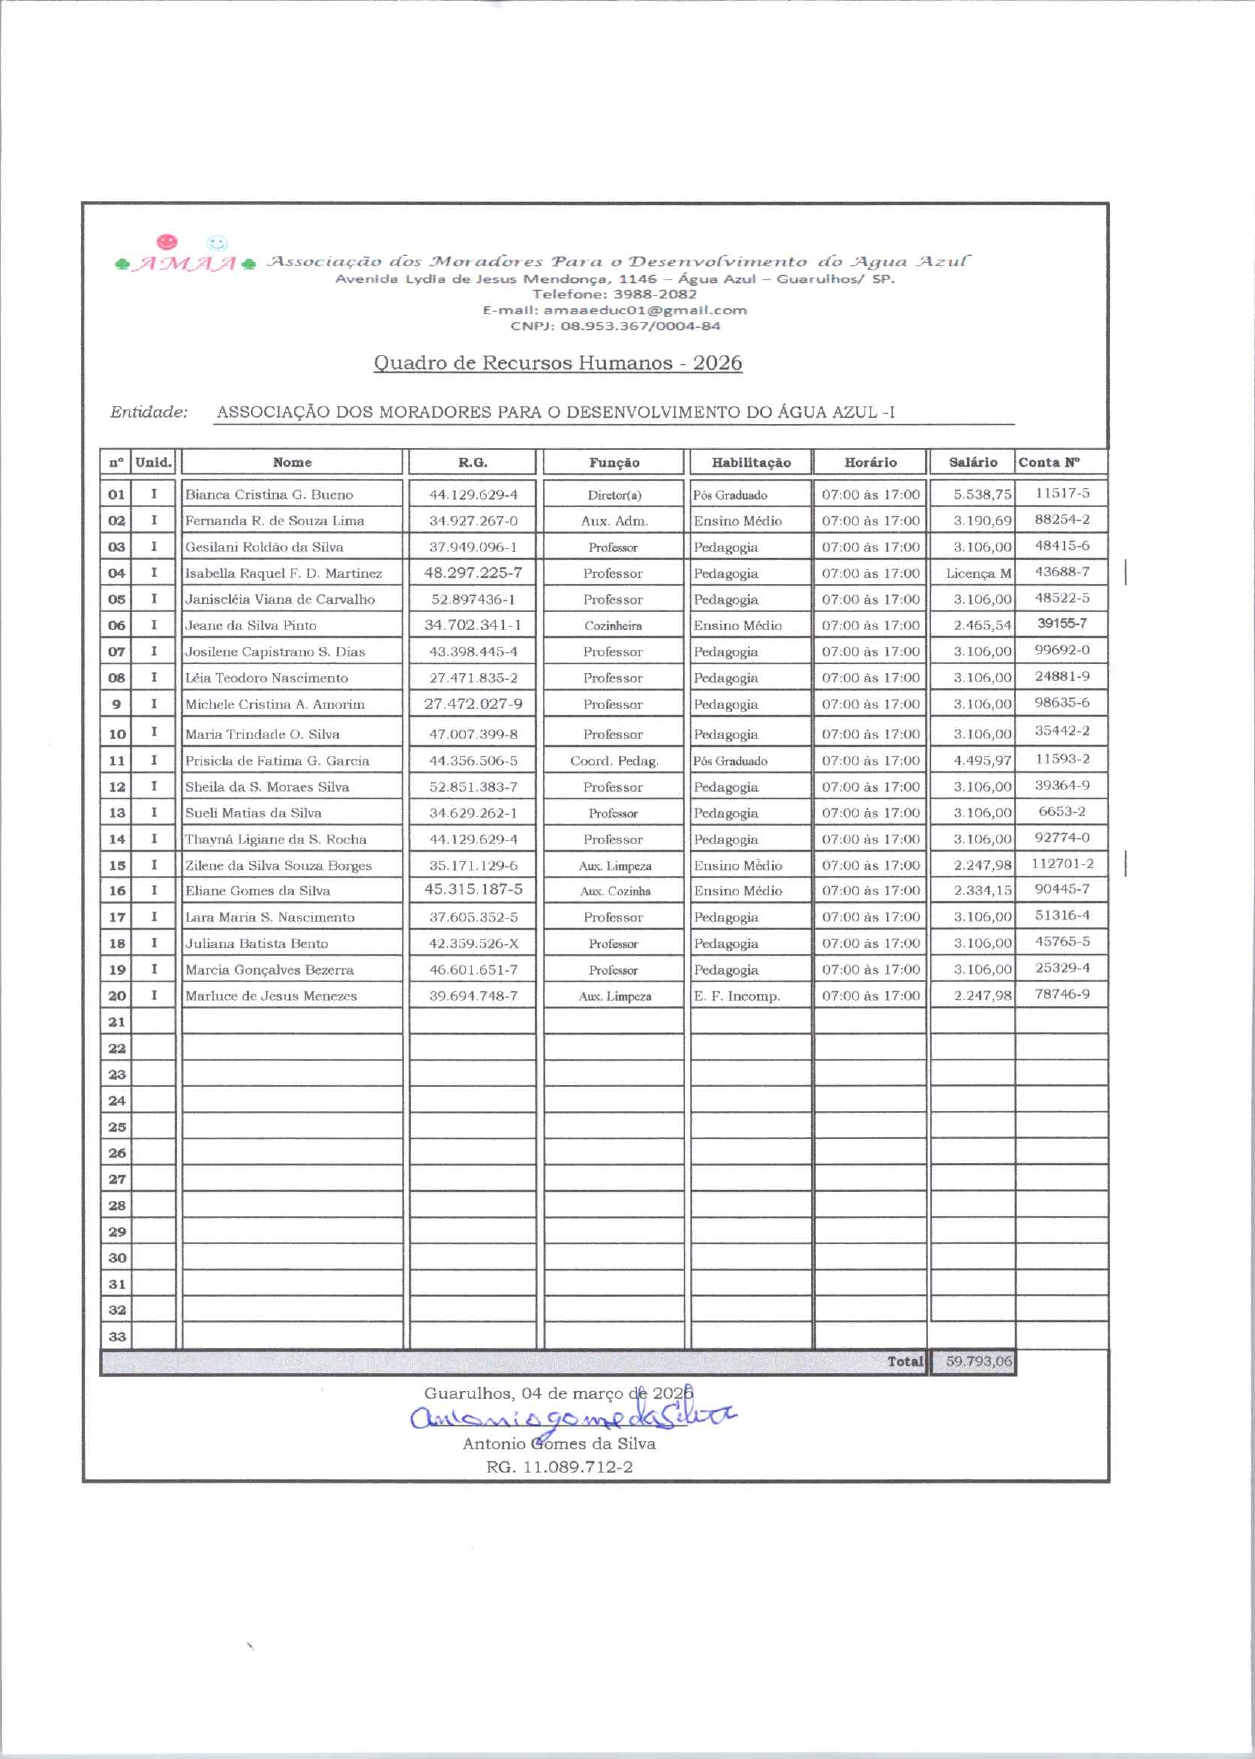 AMAA Associação dos Moradores Para o Desenvolvimento do Agua Azul
Avenida Lydia de Jesus Mendonça, 1146 – Água Azul – Guarulhos/ SP.
Telefone: 3988-2082
E-mail: amaaeduc01@gmail.com
CNPJ: 08.953.367/0004-84
Quadro de Recursos Humanos - 2026
Entidade: ASSOCIAÇÃO DOS MORADORES PARA O DESENVOLVIMENTO DO ÁGUA AZUL -I
nº Unid. Nome R.G. Função Habilitação Horário Salário Conta Nº
01 I Bianca Cristina G. Bueno 44.129.629-4 Diretor(a) Pós Graduado 07:00 às 17:00 5.538,75 11517-5
02 I Fernanda R. de Souza Lima 34.927.267-0 Aux. Adm. Ensino Médio 07:00 às 17:00 3.190,69 88254-2
03 I Gesilani Roldão da Silva 37.949.096-1 Professor Pedagogia 07:00 às 17:00 3.106,00 48415-6
04 I Isabella Raquel F. D. Martinez 48.297.225-7 Professor Pedagogia 07:00 às 17:00 Licença M 43688-7
05 I Janiscléia Viana de Carvalho 52.897436-1 Professor Pedagogia 07:00 às 17:00 3.106,00 48522-5
06 I Jeane da Silva Pinto 34.702.341-1 Cozinheira Ensino Médio 07:00 às 17:00 2.465,54 39155-7
07 I Josilene Capistrano S. Dias 43.398.445-4 Professor Pedagogia 07:00 às 17:00 3.106,00 99692-0
08 I Léia Teodoro Nascimento 27.471.835-2 Professor Pedagogia 07:00 às 17:00 3.106,00 24881-9
9 I Michele Cristina A. Amorim 27.472.027-9 Professor Pedagogia 07:00 às 17:00 3.106,00 98635-6
10 I Maria Trindade O. Silva 47.007.399-8 Professor Pedagogia 07:00 às 17:00 3.106,00 35442-2
11 I Prisicla de Fatima G. Garcia 44.356.506-5 Coord. Pedag. Pós Graduado 07:00 às 17:00 4.495,97 11593-2
12 I Sheila da S. Moraes Silva 52.851.383-7 Professor Pedagogia 07:00 às 17:00 3.106,00 39364-9
13 I Sueli Matias da Silva 34.629.262-1 Professor Pedagogia 07:00 às 17:00 3.106,00 6653-2
14 I Thayná Ligiane da S. Rocha 44.129.629-4 Professor Pedagogia 07:00 às 17:00 3.106,00 92774-0
15 I Zilene da Silva Souza Borges 35.171.129-6 Aux. Limpeza Ensino Médio 07:00 às 17:00 2.247,98 112701-2
16 I Eliane Gomes da Silva 45.315.187-5 Aux. Cozinha Ensino Médio 07:00 às 17:00 2.334,15 90445-7
17 I Lara Maria S. Nascimento 37.605.352-5 Professor Pedagogia 07:00 às 17:00 3.106,00 51316-4
18 I Juliana Batista Bento 42.359.526-X Professor Pedagogia 07:00 às 17:00 3.106,00 45765-5
19 I Marcia Gonçalves Bezerra 46.601.651-7 Professor Pedagogia 07:00 às 17:00 3.106,00 25329-4
20 I Marluce de Jesus Menezes 39.694.748-7 Aux. Limpeza E. F. Incomp. 07:00 às 17:00 2.247,98 78746-9
21
22
23
24
25
26
27
28
29
30
31
32
33
Total 59.793,06
Guarulhos, 04 de março de 2026
Antonio gomes da Silva
Antonio Gomes da Silva
RG. 11.089.712-2